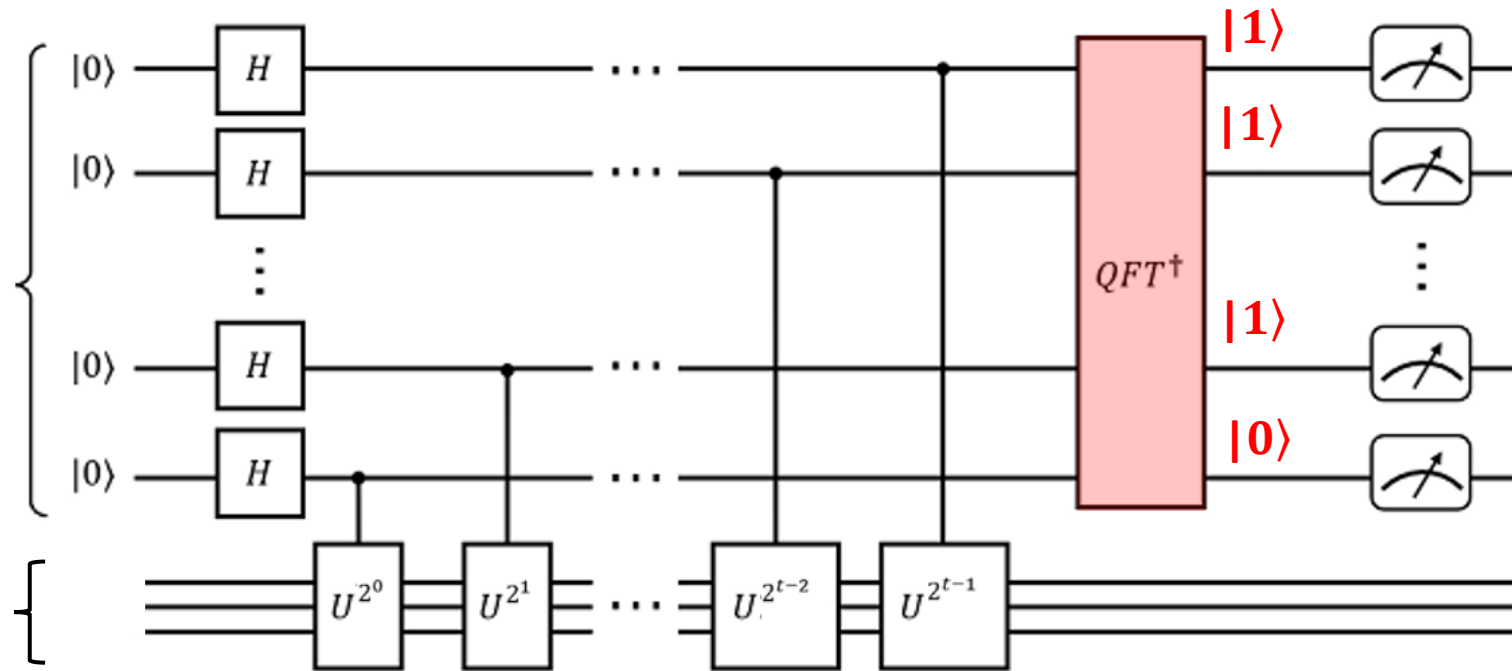 |0⟩ H ... |1⟩
|0⟩ H ... |1⟩
⋮ QFT† ⋮
|0⟩ H ... |1⟩
|0⟩ H ... |0⟩
U^{2^0} U^{2^1} ... U^{2^{t-2}} U^{2^{t-1}}